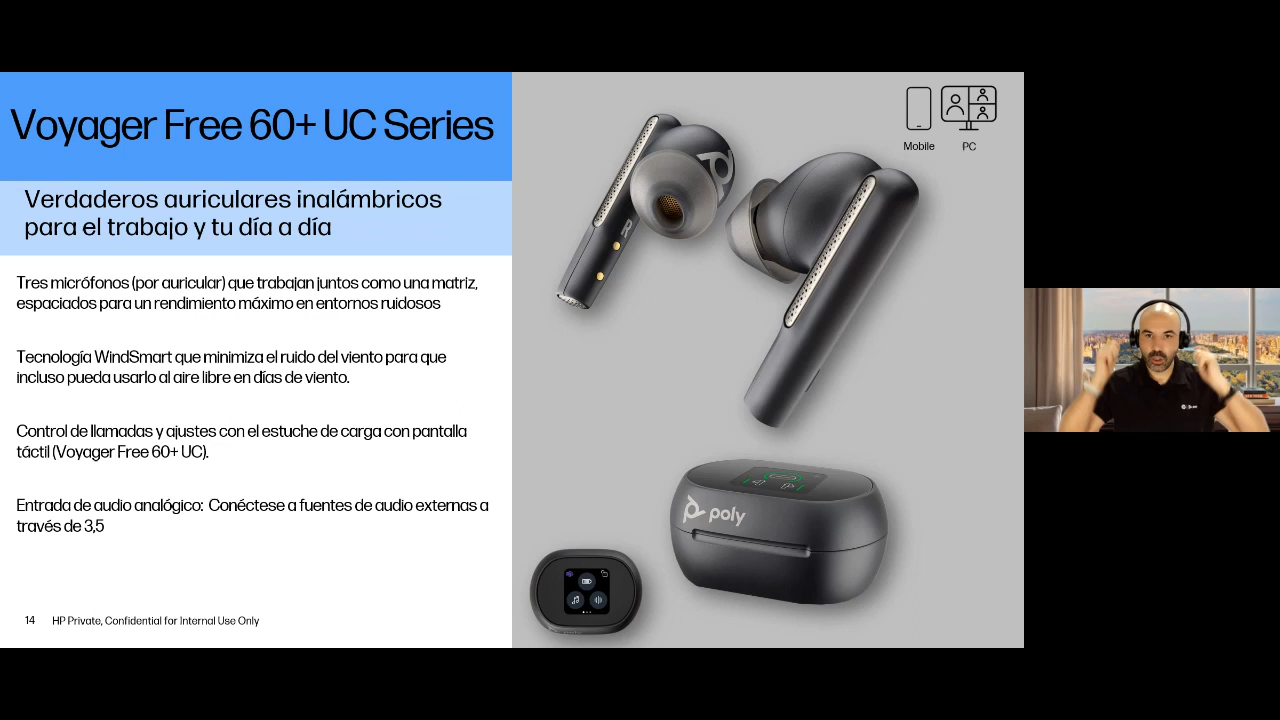 Voyager Free 60+ UC Series
Verdaderos auriculares inalámbricos
para el trabajo y tu día a día
Tres micrófonos (por auricular) que trabajan juntos como una matriz,
espaciados para un rendimiento máximo en entornos ruidosos
Tecnología WindSmart que minimiza el ruido del viento para que
incluso pueda usarlo al aire libre en días de viento.
Control de llamadas y ajustes con el estuche de carga con pantalla
táctil (Voyager Free 60+ UC).
Entrada de audio analógico: Conéctese a fuentes de audio externas a
través de 3,5
14 HP Private, Confidential for Internal Use Only
Mobile PC
R
poly